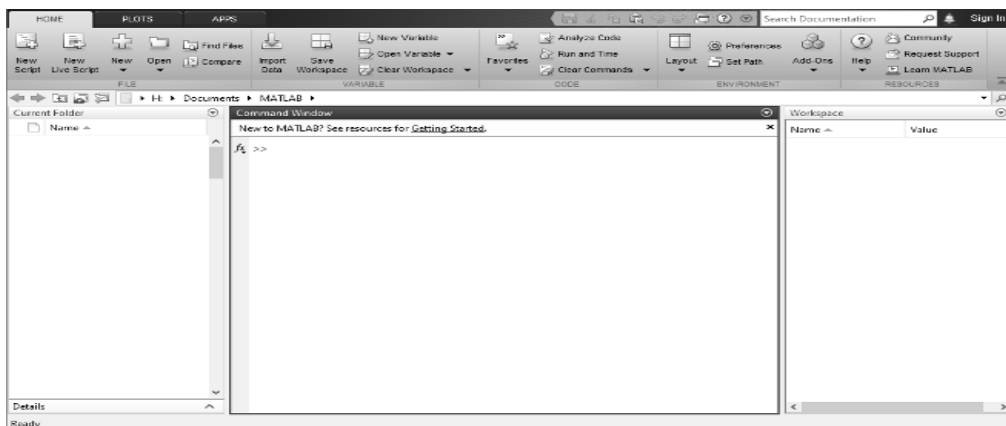 HOME PLOTS APPS Search Documentation Sign In
New Script New Live Script New Open Find Files Compare Import Data Save Workspace New Variable Open Variable Clear Workspace Favorites Analyze Code Run and Time Clear Commands Layout Preferences Set Path Add-Ons Help Community Request Support Learn MATLAB
FILE VARIABLE CODE ENVIRONMENT RESOURCES
H: Documents MATLAB
Current Folder Command Window Workspace
Name New to MATLAB? See resources for Getting Started. Name Value
fx >>
Details
Ready